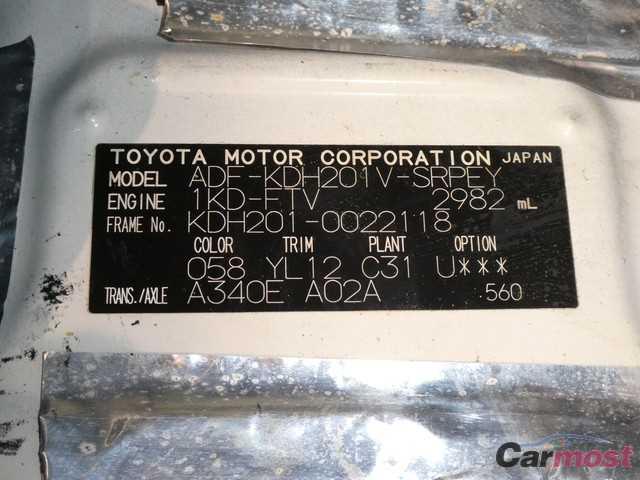 TOYOTA MOTOR CORPORATION JAPAN
MODEL ADF-KDH201V-SRPEY
ENGINE 1KD-FTV 2982 mL
FRAME No. KDH201-0022118
COLOR TRIM PLANT OPTION
058 YL12 C31 U***
TRANS./AXLE A340E A02A 560
Carmost